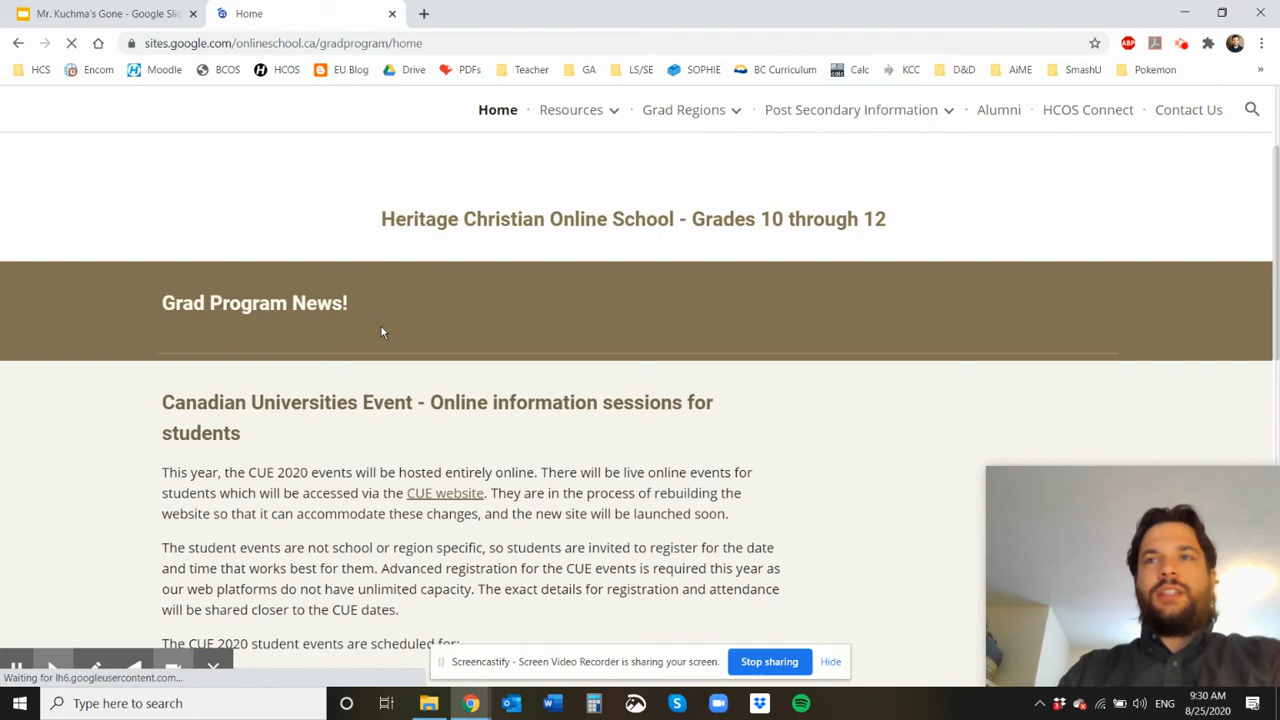 Mr. Kuchma's Gone - Google Slid
Home
sites.google.com/onlineschool.ca/gradprogram/home
HCS Encom Moodle BCOS HCOS EU Blog Drive PDFs Teacher GA LS/SE SOPHIE BC Curriculum Calc KCC D&D AiME SmashU Pokemon »
Home Resources Grad Regions Post Secondary Information Alumni HCOS Connect Contact Us
Heritage Christian Online School - Grades 10 through 12
Grad Program News!
Canadian Universities Event - Online information sessions for
students
This year, the CUE 2020 events will be hosted entirely online. There will be live online events for
students which will be accessed via the CUE website. They are in the process of rebuilding the
website so that it can accommodate these changes, and the new site will be launched soon.
The student events are not school or region specific, so students are invited to register for the date
and time that works best for them. Advanced registration for the CUE events is required this year as
our web platforms do not have unlimited capacity. The exact details for registration and attendance
will be shared closer to the CUE dates.
The CUE 2020 student events are scheduled for:
Screencastify - Screen Video Recorder is sharing your screen. Stop sharing Hide
Waiting for lh6.googleusercontent.com...
Type here to search
ENG
9:30 AM
8/25/2020